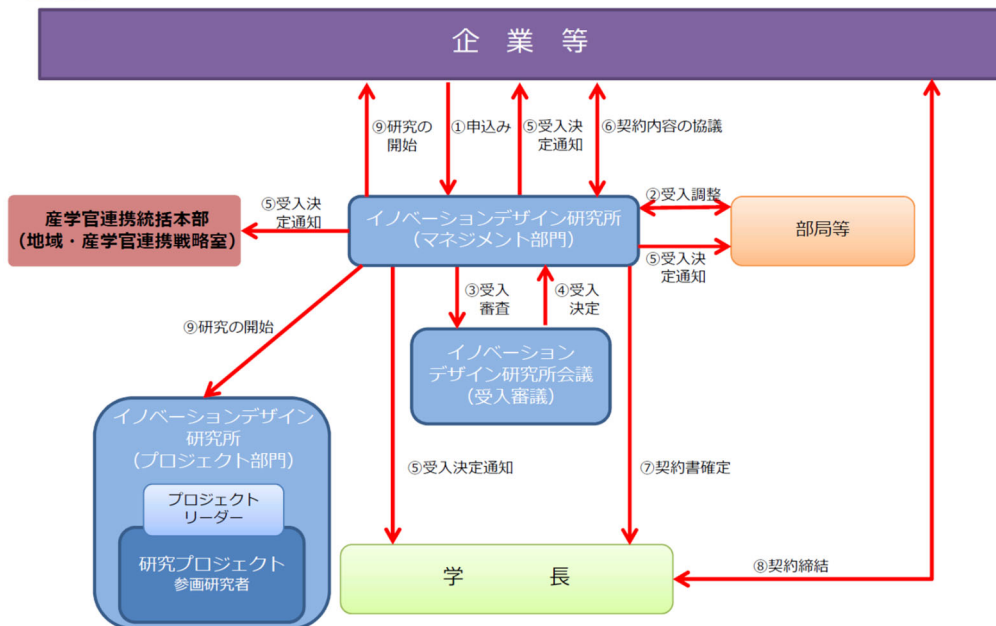 企 業 等
⑨研究の
開始
①申込み
⑤受入決
定通知
⑥契約内容の協議
産学官連携統括本部
(地域・産学官連携戦略室)
⑤受入決
定通知
イノベーションデザイン研究所
(マネジメント部門)
②受入調整
⑤受入決
定通知
部局等
③受入
審査
④受入
決定
⑨研究の開始
イノベーション
デザイン研究所会議
(受入審議)
イノベーションデザイン
研究所
(プロジェクト部門)
プロジェクト
リーダー
研究プロジェクト
参画研究者
⑤受入決定通知
⑦契約書確定
学 長
⑧契約締結